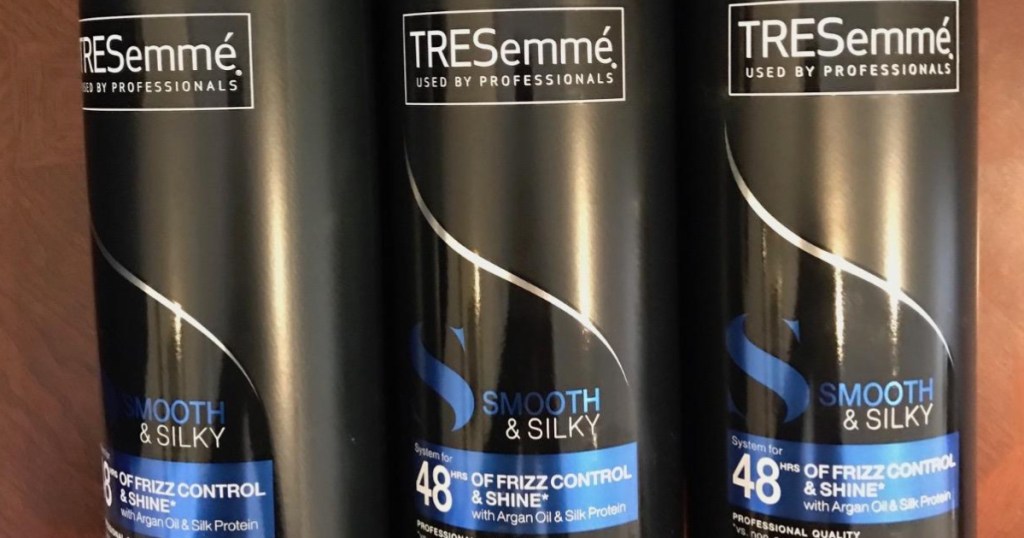 TRESemmé
USED BY PROFESSIONALS
SMOOTH
& SILKY
HRS OF FRIZZ CONTROL
& SHINE*
with Argan Oil & Silk Protein
TRESemmé
USED BY PROFESSIONALS
SMOOTH
& SILKY
System for
48 HRS OF FRIZZ CONTROL
& SHINE*
with Argan Oil & Silk Protein
TRESemmé
USED BY PROFESSIONALS
S
SMOOTH
& SILKY
System for
48 HRS OF FRIZZ CONTROL
& SHINE*
with Argan Oil & Silk Protein
PROFESSIONAL QUALITY